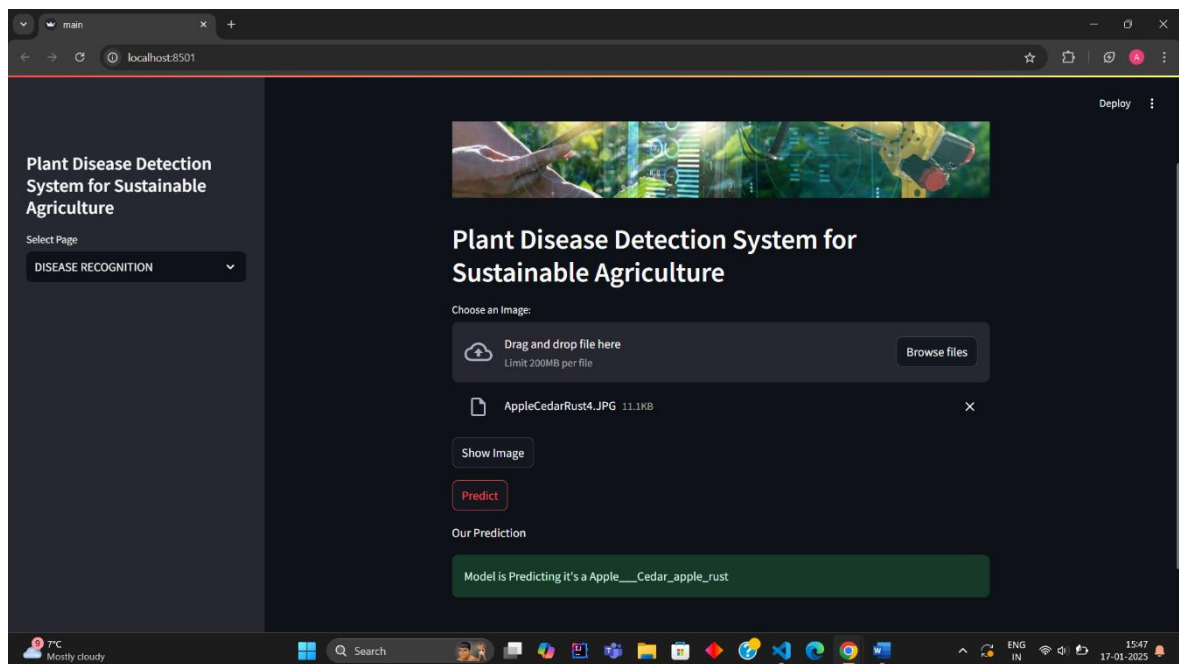 main
localhost:8501
A
Deploy
Plant Disease Detection
System for Sustainable
Agriculture
Select Page
DISEASE RECOGNITION
Plant Disease Detection System for
Sustainable Agriculture
Choose an Image:
Drag and drop file here
Limit 200MB per file
Browse files
AppleCedarRust4.JPG 11.1KB
Show Image
Predict
Our Prediction
Model is Predicting it's a Apple___Cedar_apple_rust
9
7°C
Mostly cloudy
Search
ENG
IN
15:47
17-01-2025